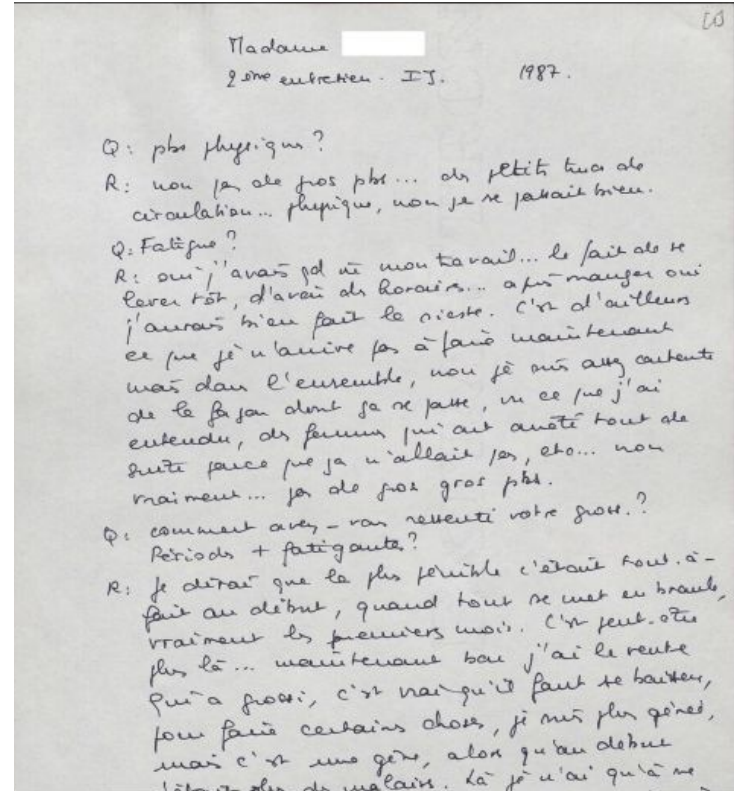 Madame
2ème entretien. IJ. 1987.
Q: pbs physiques?
R: non pas de gros pbs... des petits trucs de
circulation... physique, non je me sentait bien.
Q: Fatigue?
R: oui j'avais qd même mon travail... le fait de se
lever tôt, d'avoir des horaires... après manger oui
j'aurais bien fait la sieste. C'est d'ailleurs
ce que je n'arrive pas à faire maintenant
mais dans l'ensemble, non je suis assez contente
de la façon dont ça se passe, vu ce que j'ai
entendu, des femmes qui ont arrêté tout de
suite parce que ça n'allait pas, etc... non
vraiment... pas de gros gros pbs.
Q: comment avez-vous ressenti votre gross.?
Périodes + fatigantes?
R: je dirai que le plus pénible c'était tout-à-
fait au début, quand tout se met en branle,
vraiment les premiers mois. C'est peut-être
plus là... maintenant bon j'ai le ventre
qui a grossi, c'est vrai qu'il faut se baisser,
pour faire certaines choses, je suis plus gênée,
mais c'est une gêne, alors qu'au début
c'était plus des malaises. Là je n'ai qu'à me